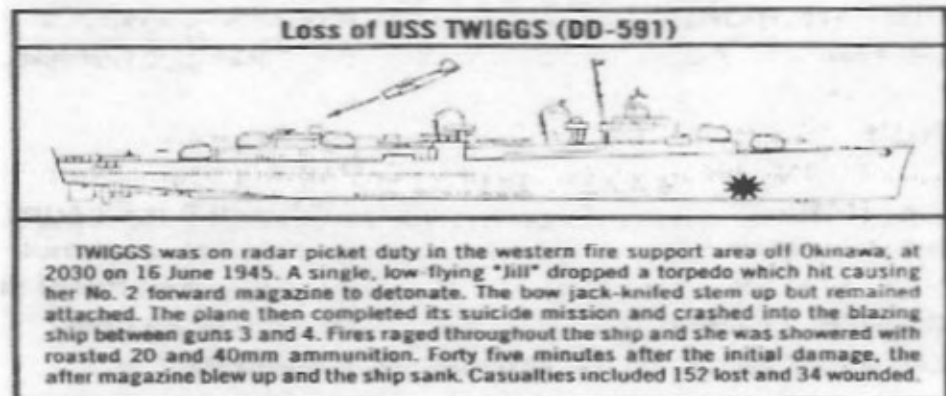 Loss of USS TWIGGS (DD-591)
TWIGGS was on radar picket duty in the western fire support area off Okinawa, at
2030 on 16 June 1945. A single, low-flying "Jill" dropped a torpedo which hit causing
her No. 2 forward magazine to detonate. The bow jack-knifed stem up but remained
attached. The plane then completed its suicide mission and crashed into the blazing
ship between guns 3 and 4. Fires raged throughout the ship and she was showered with
roasted 20 and 40mm ammunition. Forty five minutes after the initial damage, the
after magazine blew up and the ship sank. Casualties included 152 lost and 34 wounded.